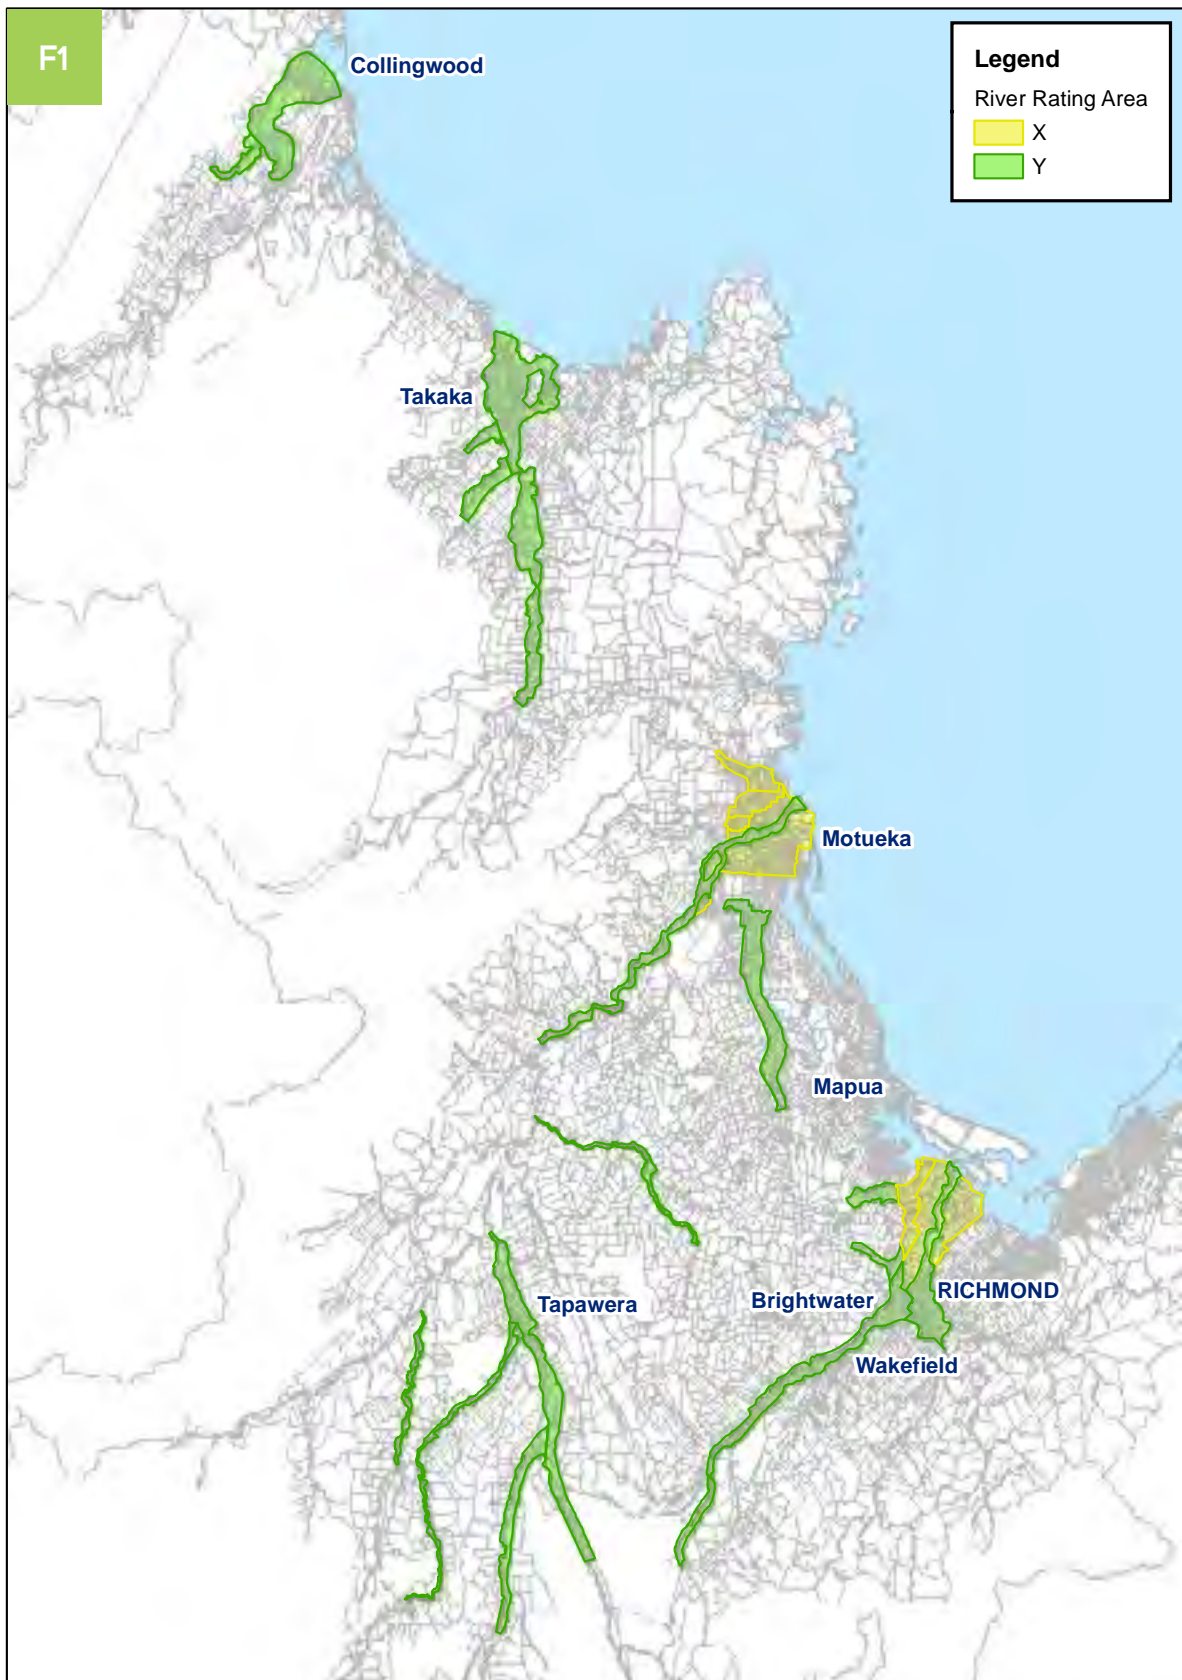 F1
Collingwood
Legend
River Rating Area
X
Y
Takaka
Motueka
Mapua
RICHMOND
Brightwater
Tapawera
Wakefield